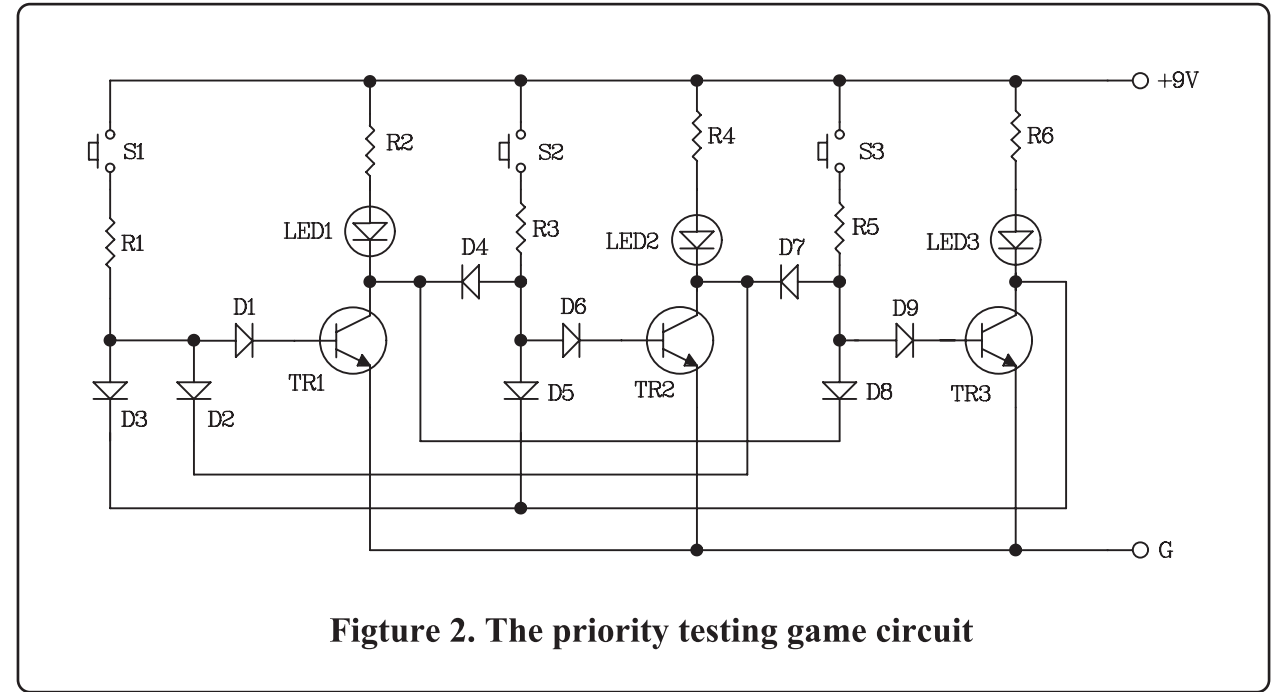 +9V
S1
R2
S2
R4
S3
R6
R1
LED1
D4
R3
LED2
D7
R5
LED3
D1
D6
D9
D3
D2
TR1
D5
TR2
D8
TR3
G
Figture 2. The priority testing game circuit